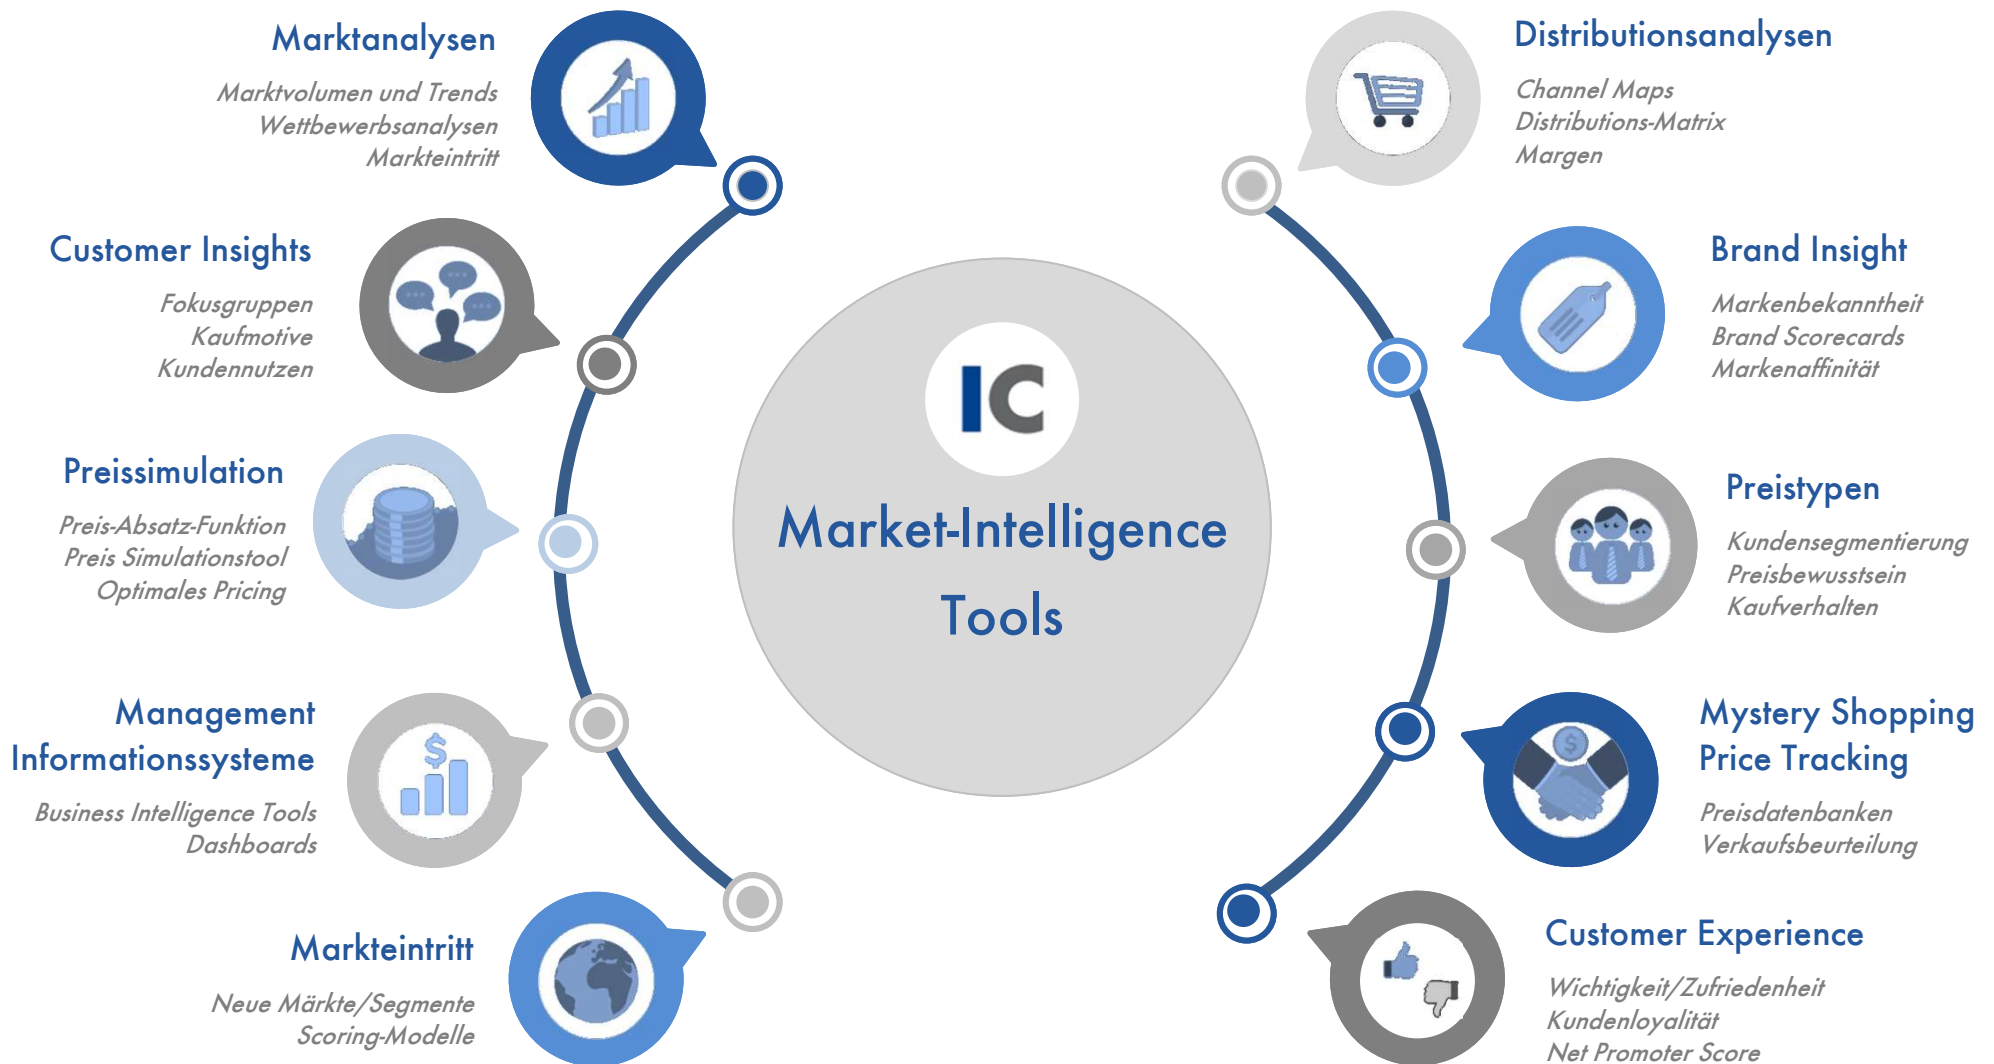 Marktanalysen
Marktvolumen und Trends
Wettbewerbsanalysen
Markteintritt
Customer Insights
Fokusgruppen
Kaufmotive
Kundennutzen
Preissimulation
Preis-Absatz-Funktion
Preis Simulationstool
Optimales Pricing
Management
Informationssysteme
$
Business Intelligence Tools
Dashboards
Markteintritt
Neue Märkte/Segmente
Scoring-Modelle
IC
Market-Intelligence
Tools
Distributionsanalysen
Channel Maps
Distributions-Matrix
Margen
Brand Insight
Markenbekanntheit
Brand Scorecards
Markenaffinität
Preistypen
Kundensegmentierung
Preisbewusstsein
Kaufverhalten
Mystery Shopping
Price Tracking
$
Preisdatenbanken
Verkaufsbeurteilung
Customer Experience
Wichtigkeit/Zufriedenheit
Kundenloyalität
Net Promoter Score